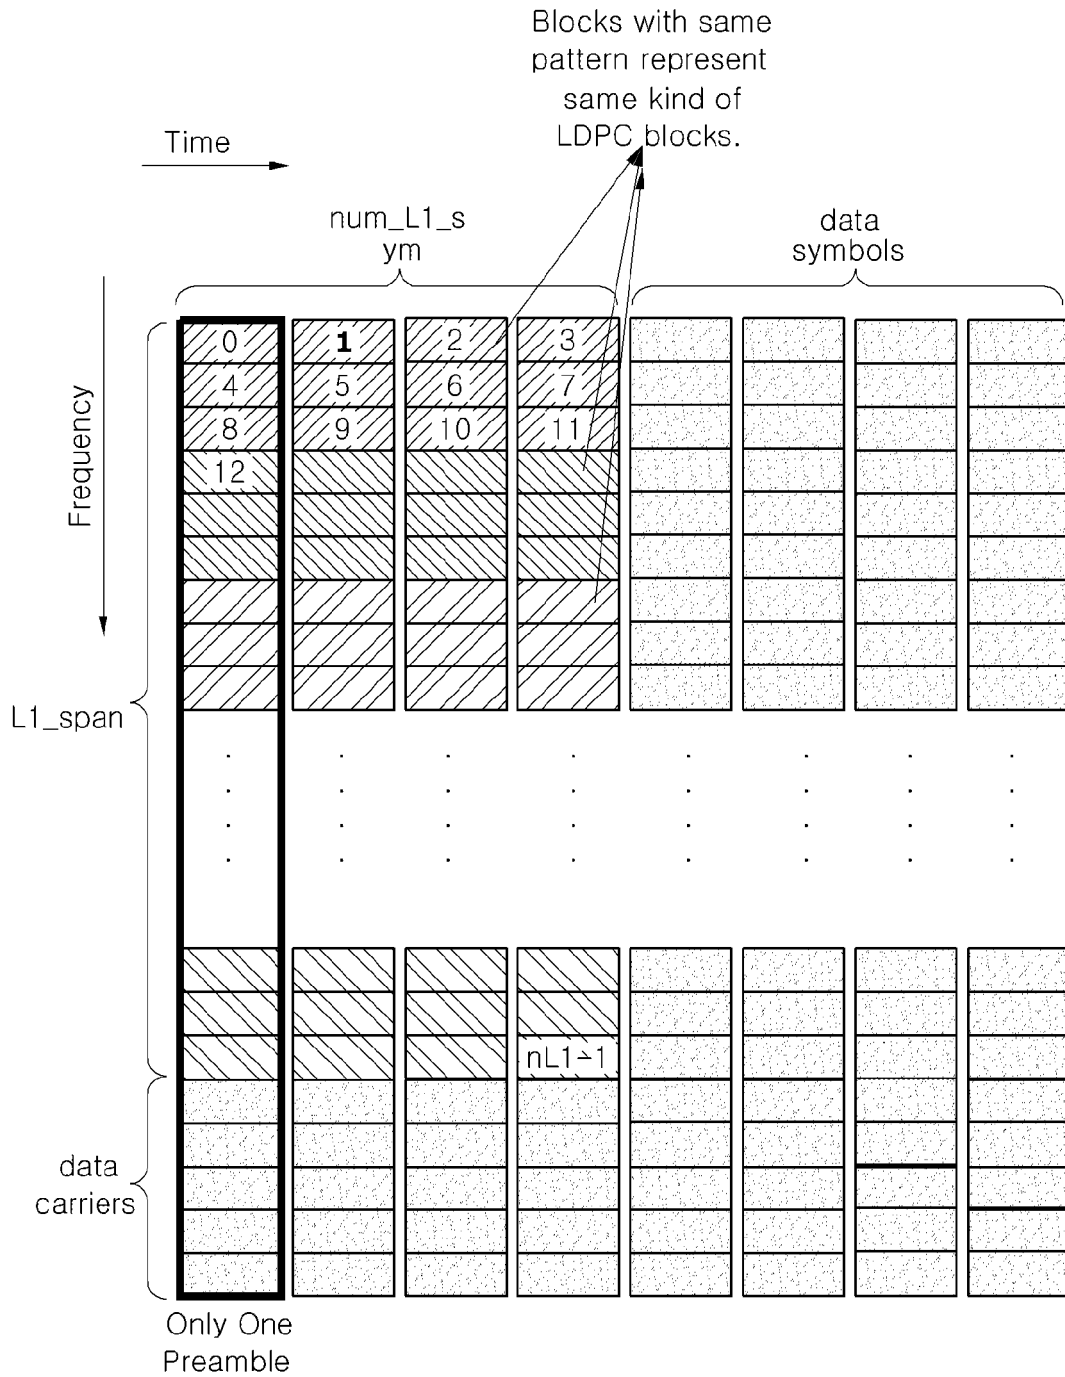 Blocks with same
pattern represent
same kind of
LDPC blocks.
Time
num_L1_s
ym
data
symbols
Frequency
0 1 2 3
4 5 6 7
8 9 10 11
12
L1_span
nL1-1
data
carriers
Only One
Preamble